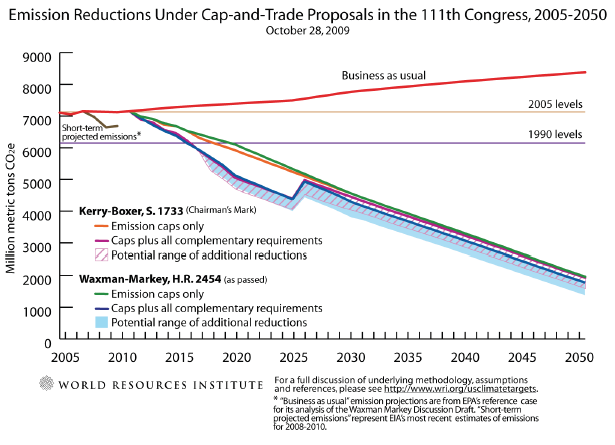 Emission Reductions Under Cap-and-Trade Proposals in the 111th Congress, 2005-2050
October 28, 2009
9000
8000
7000
6000
5000
4000
3000
2000
1000
0
Million metric tons CO2e
Business as usual
2005 levels
1990 levels
Short-term
projected emissions*
Kerry-Boxer, S. 1733 (Chairman's Mark)
Emission caps only
Caps plus all complementary requirements
Potential range of additional reductions
Waxman-Markey, H.R. 2454 (as passed)
Emission caps only
Caps plus all complementary requirements
Potential range of additional reductions
2005 2010 2015 2020 2025 2030 2035 2040 2045 2050
WORLD RESOURCES INSTITUTE
For a full discussion of underlying methodology, assumptions
and references, please see http://www.wri.org/usclimatetargets.
* "Business as usual" emission projections are from EPA's reference case
for its analysis of the Waxman Markey Discussion Draft. "Short-term
projected emissions" represent EIA's most recent estimates of emissions
for 2008-2010.